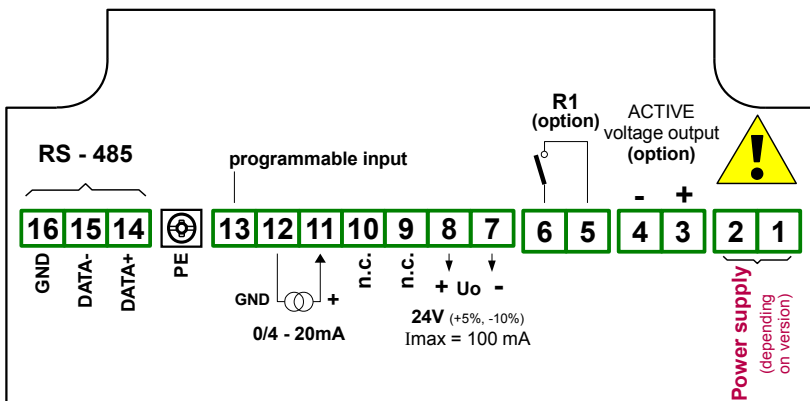 R1
(option)
ACTIVE
voltage output
(option)
RS - 485
programmable input
- +
16 15 14 13 12 11 10 9 8 7 6 5 4 3 2 1
GND
DATA-
DATA+
PE
GND +
0/4 - 20mA
n.c.
n.c.
+ Uo -
24V (+5%, -10%)
Imax = 100 mA
Power supply
(depending
on version)